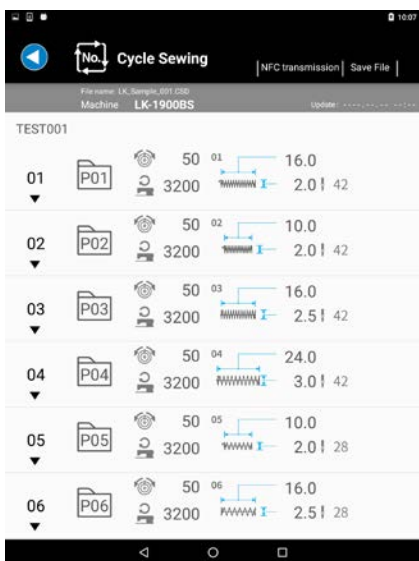 10:07
No. Cycle Sewing
NFC transmission Save File
File name LK_Sample_001.CSD
Machine LK-1900BS Update: ----.--.-- --:--
TEST001
01 P01 50 3200 01 16.0 2.0 42
02 P02 50 3200 02 10.0 2.0 42
03 P03 50 3200 03 16.0 2.5 42
04 P04 50 3200 04 24.0 3.0 42
05 P05 50 3200 05 10.0 2.0 28
06 P06 50 3200 06 16.0 2.5 28